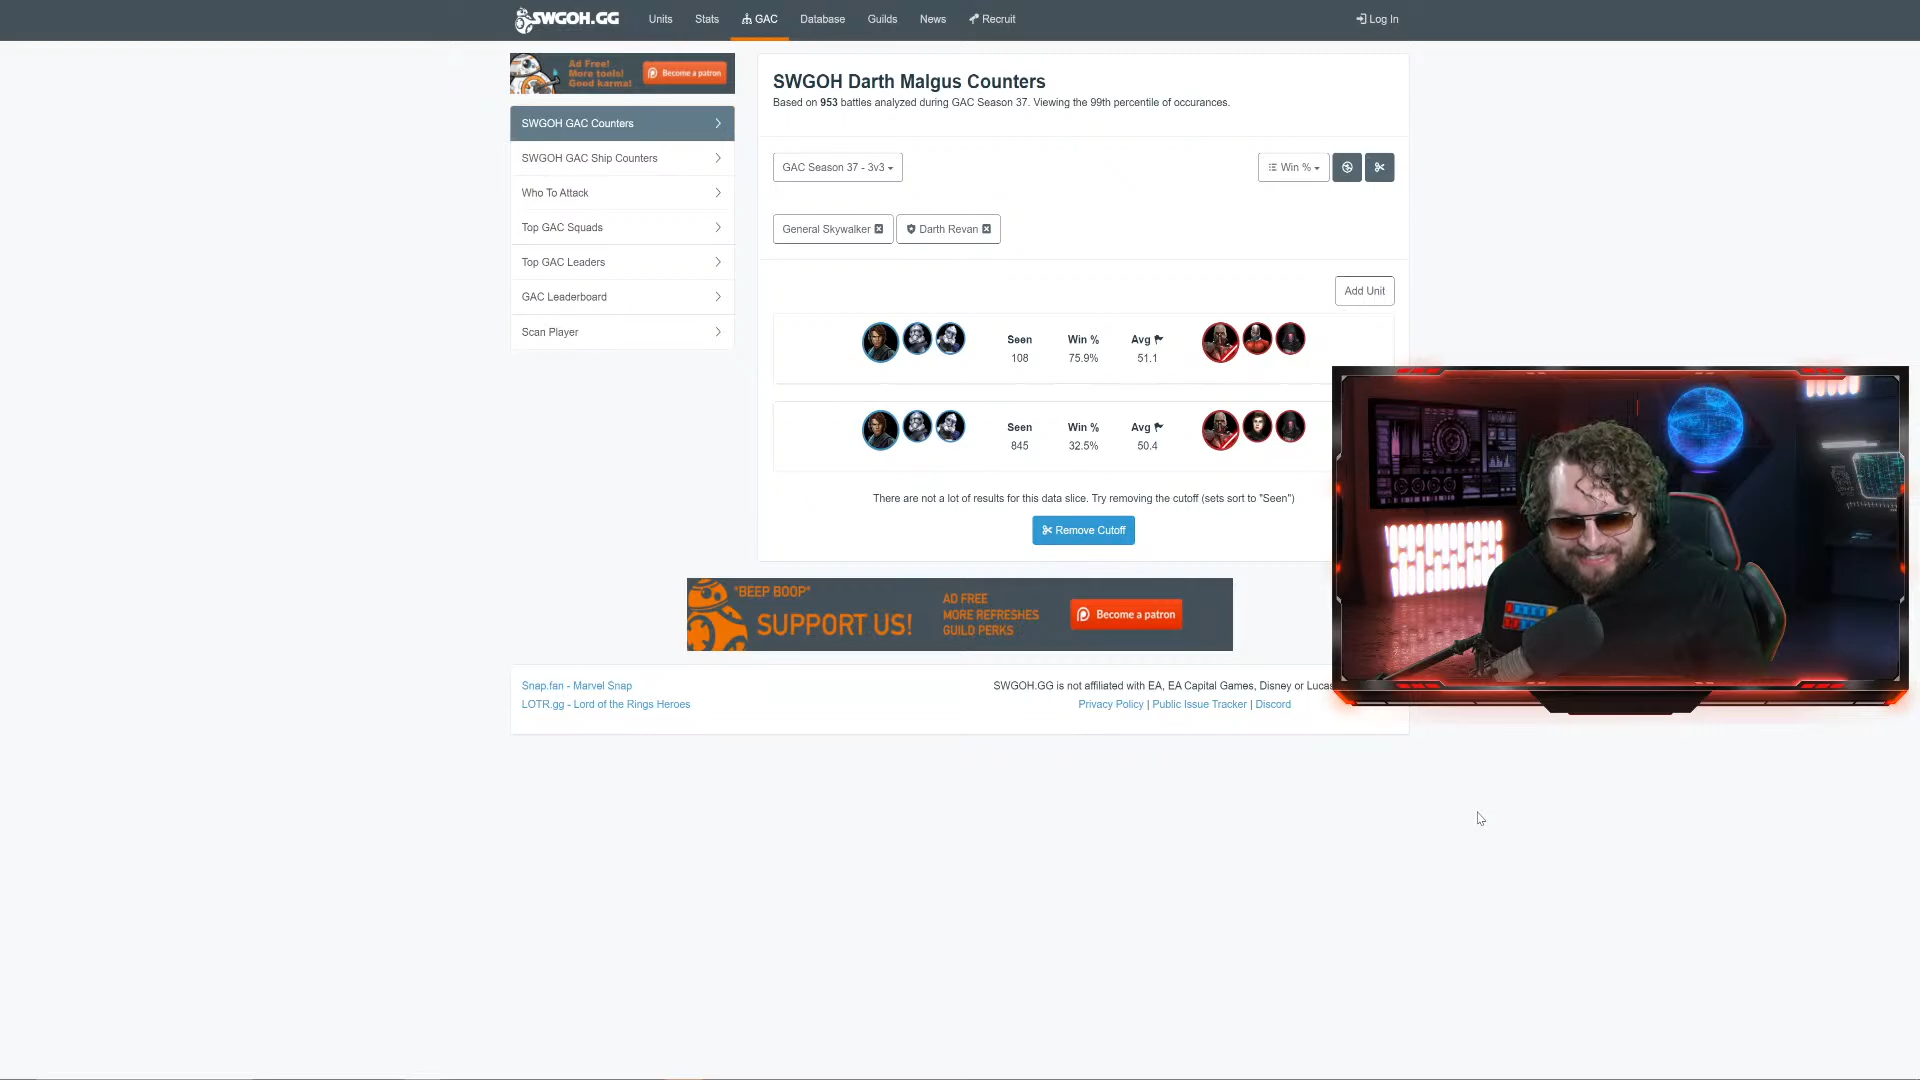 SWGOH.GG
Units
Stats
GAC
Database
Guilds
News
Recruit
Log In
Ad Free!
More tools!
Good karma!
Become a patron
SWGOH GAC Counters
SWGOH GAC Ship Counters
Who To Attack
Top GAC Squads
Top GAC Leaders
GAC Leaderboard
Scan Player
SWGOH Darth Malgus Counters
Based on 953 battles analyzed during GAC Season 37. Viewing the 99th percentile of occurances.
GAC Season 37 - 3v3
Win %
General Skywalker
Darth Revan
Add Unit
Seen Win % Avg
108 75.9% 51.1
Seen Win % Avg
845 32.5% 50.4
There are not a lot of results for this data slice. Try removing the cutoff (sets sort to "Seen")
Remove Cutoff
"BEEP BOOP"
SUPPORT US!
AD FREE
MORE REFRESHES
GUILD PERKS
Become a patron
Snap.fan - Marvel Snap
LOTR.gg - Lord of the Rings Heroes
SWGOH.GG is not affiliated with EA, EA Capital Games, Disney or Lucas
Privacy Policy | Public Issue Tracker | Discord